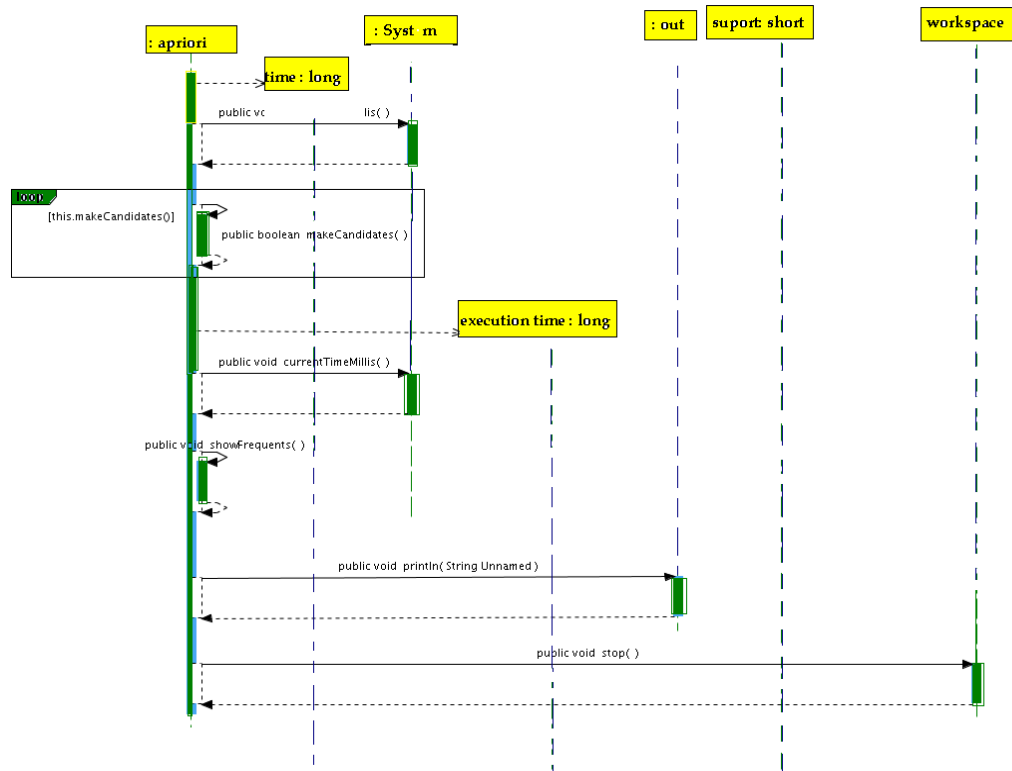 : apriori
: Syst m
: out
suport: short
workspace
time : long
public vc lis( )
loop
[this.makeCandidates()]
public boolean makeCandidates( )
execution time : long
public void currentTimeMillis( )
public void showFrequents( )
public void println( String Unnamed )
public void stop( )